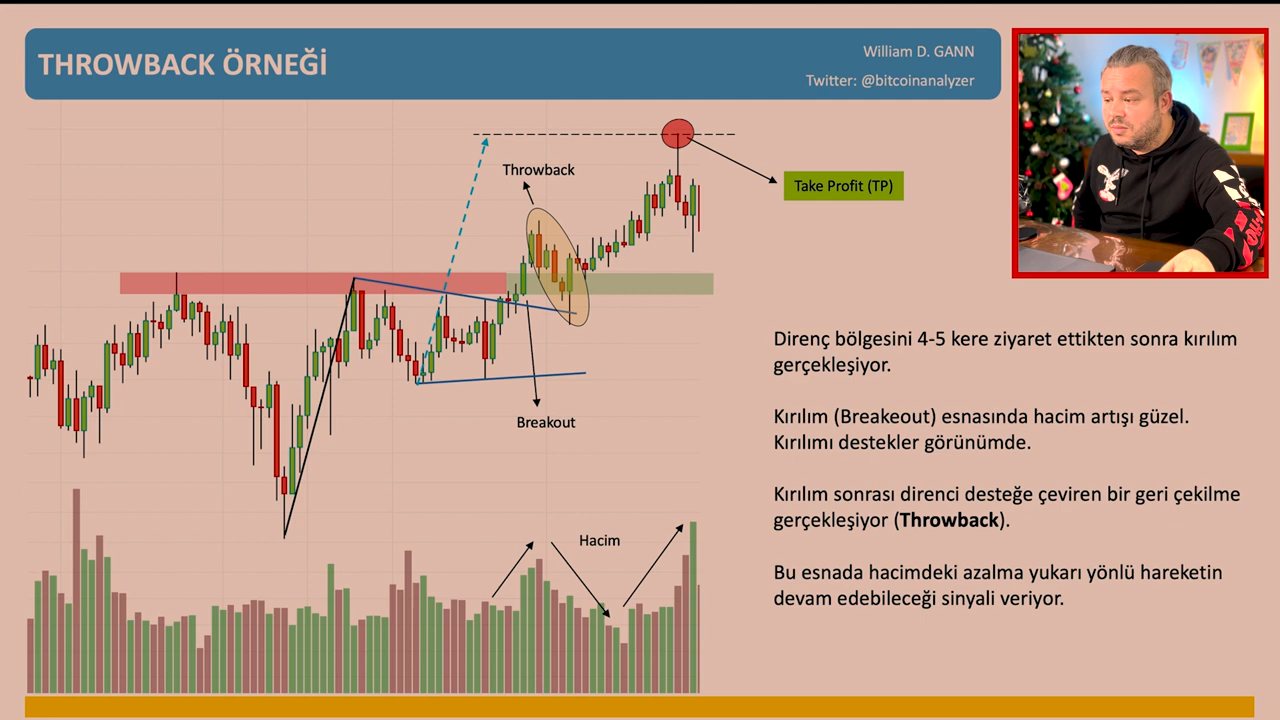 THROWBACK ÖRNEĞİ
William D. GANN
Twitter: @bitcoinanalyzer
Throwback
Take Profit (TP)
Breakout
Hacim
Direnç bölgesini 4-5 kere ziyaret ettikten sonra kırılım
gerçekleşiyor.
Kırılım (Breakeout) esnasında hacim artışı güzel.
Kırılımı destekler görünümde.
Kırılım sonrası direnci desteğe çeviren bir geri çekilme
gerçekleşiyor (Throwback).
Bu esnada hacimdeki azalma yukarı yönlü hareketin
devam edebileceği sinyali veriyor.